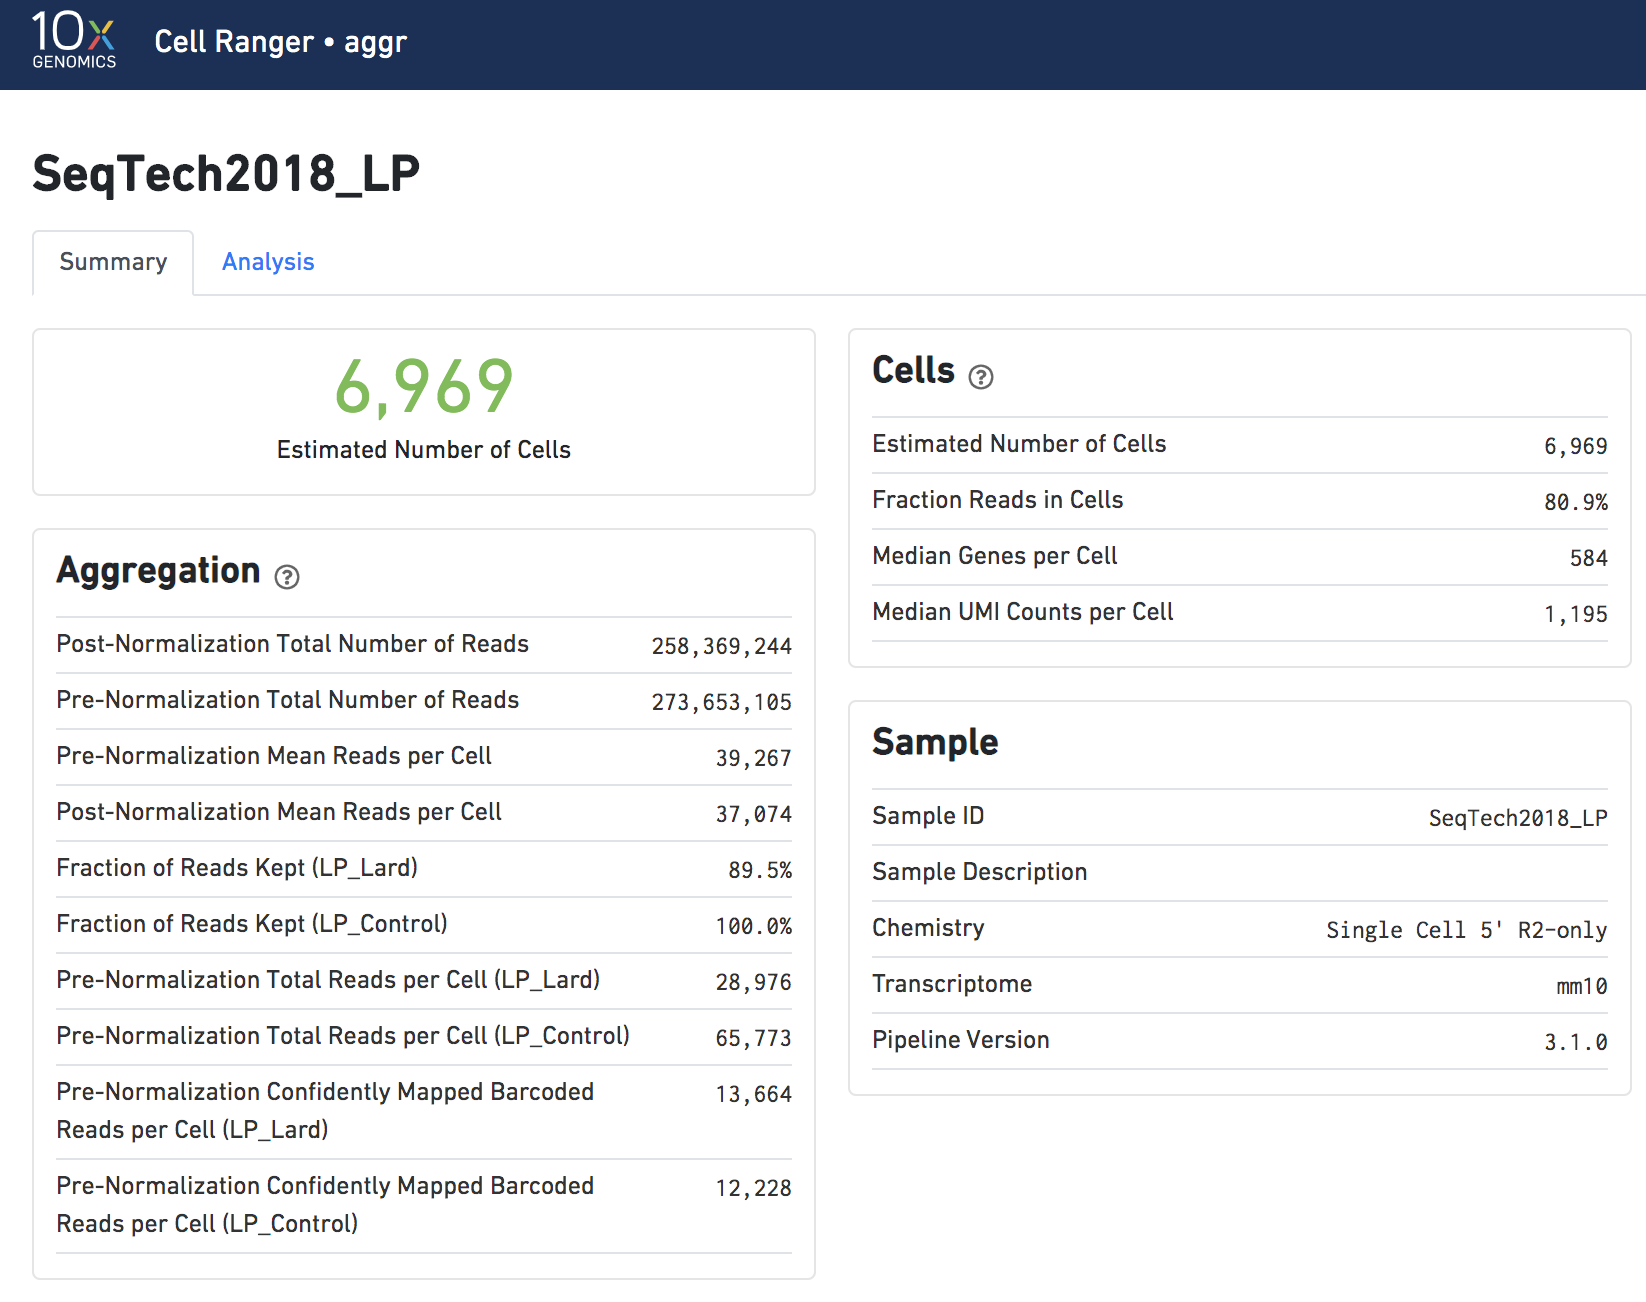 10x
GENOMICS
Cell Ranger • aggr
SeqTech2018_LP
Summary
Analysis
6,969
Estimated Number of Cells
Aggregation ?
Post-Normalization Total Number of Reads 258,369,244
Pre-Normalization Total Number of Reads 273,653,105
Pre-Normalization Mean Reads per Cell 39,267
Post-Normalization Mean Reads per Cell 37,074
Fraction of Reads Kept (LP_Lard) 89.5%
Fraction of Reads Kept (LP_Control) 100.0%
Pre-Normalization Total Reads per Cell (LP_Lard) 28,976
Pre-Normalization Total Reads per Cell (LP_Control) 65,773
Pre-Normalization Confidently Mapped Barcoded 13,664
Reads per Cell (LP_Lard)
Pre-Normalization Confidently Mapped Barcoded 12,228
Reads per Cell (LP_Control)
Cells ?
Estimated Number of Cells 6,969
Fraction Reads in Cells 80.9%
Median Genes per Cell 584
Median UMI Counts per Cell 1,195
Sample
Sample ID SeqTech2018_LP
Sample Description
Chemistry Single Cell 5' R2-only
Transcriptome mm10
Pipeline Version 3.1.0